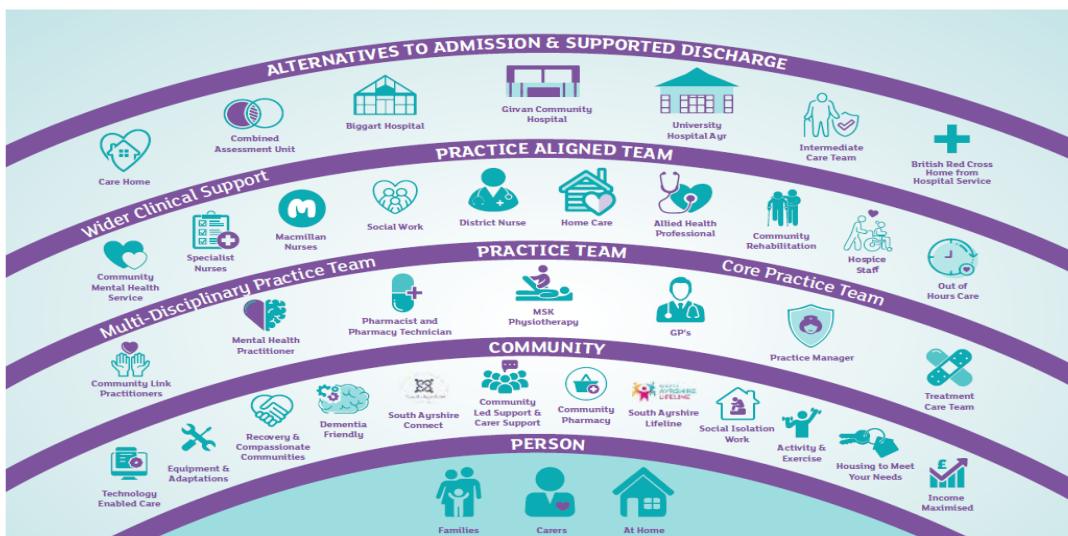 ALTERNATIVES TO ADMISSION & SUPPORTED DISCHARGE
Care Home
Combined
Assessment Unit
Biggart Hospital
Girvan Community
Hospital
University
Hospital Ayr
Intermediate
Care Team
British Red Cross
Home from
Hospital Service
Wider Clinical Support
PRACTICE ALIGNED TEAM
Community
Mental Health
Service
Specialist
Nurses
Macmillan
Nurses
Social Work
District Nurse
Home Care
Allied Health
Professional
Community
Rehabilitation
Hospice
Staff
Out of
Hours Care
Multi-Disciplinary Practice Team
PRACTICE TEAM
Core Practice Team
Community Link
Practitioners
Mental Health
Practitioner
Pharmacist and
Pharmacy Technician
MSK
Physiotherapy
GP's
Practice Manager
Treatment
Care Team
COMMUNITY
Technology
Enabled Care
Equipment &
Adaptations
Recovery &
Compassionate
Communities
Dementia
Friendly
South Ayrshire
Connect
Community
Led Support &
Carer Support
Community
Pharmacy
AYRSHIRE
LIFELINE
South Ayrshire
Lifeline
Social Isolation
Work
Activity &
Exercise
Housing to Meet
Your Needs
£
Income
Maximised
PERSON
Families
Carers
At Home